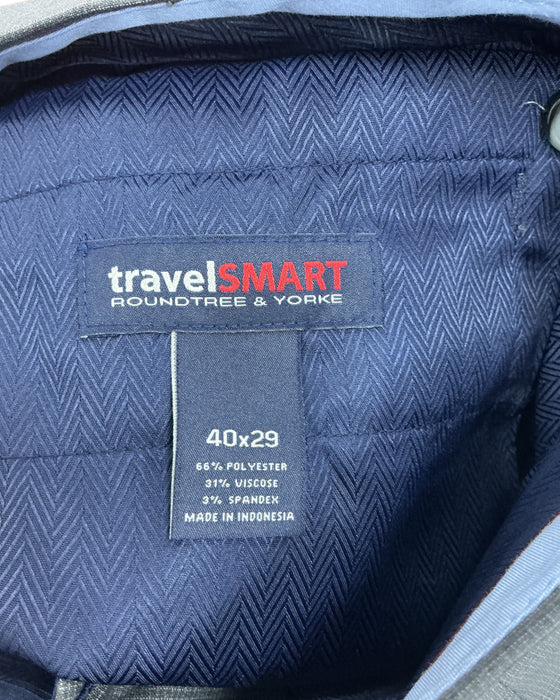 travelSMART
ROUNDTREE & YORKE
40x29
66% POLYESTER
31% VISCOSE
3% SPANDEX
MADE IN INDONESIA